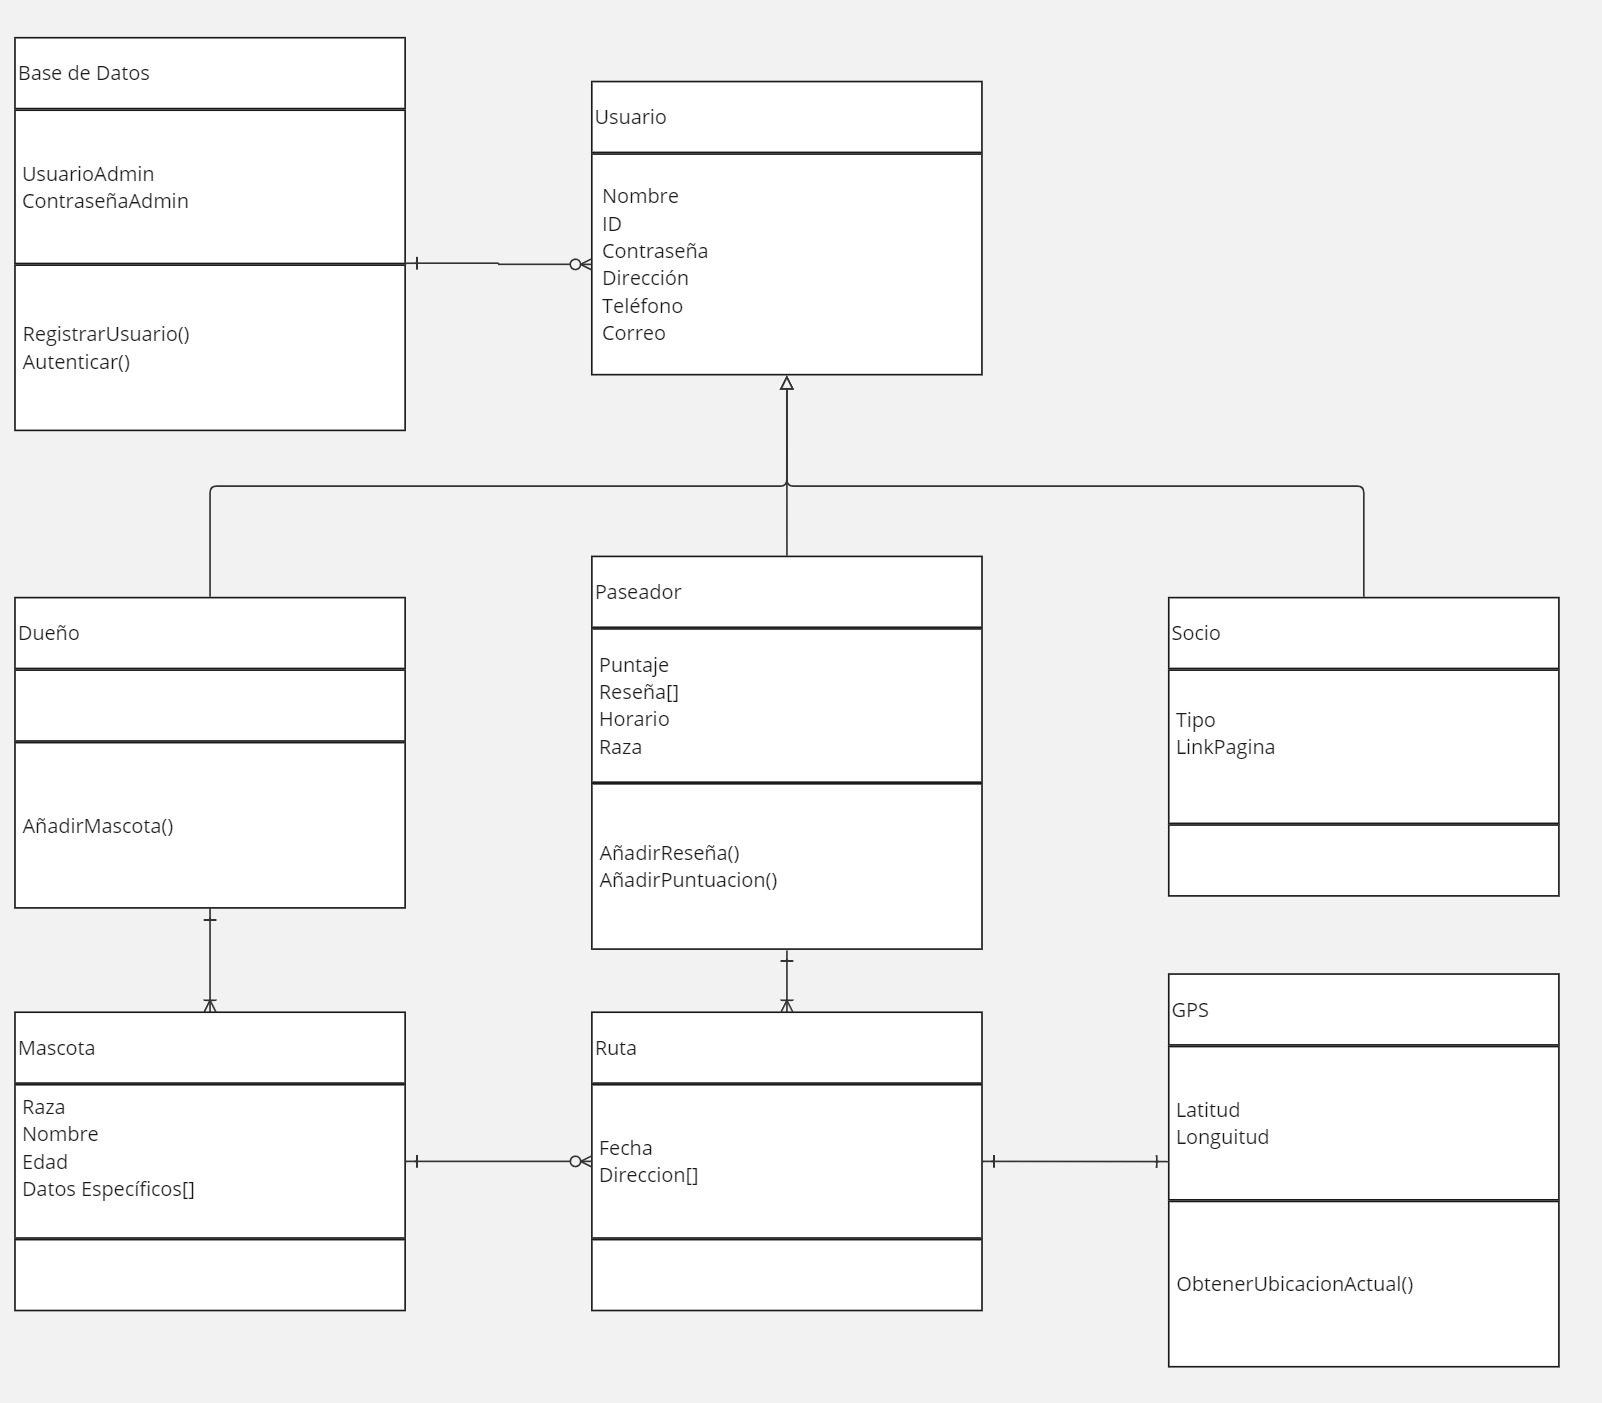 Base de Datos
UsuarioAdmin
ContraseñaAdmin
RegistrarUsuario()
Autenticar()
Usuario
Nombre
ID
Contraseña
Dirección
Teléfono
Correo
Dueño
AñadirMascota()
Paseador
Puntaje
Reseña[]
Horario
Raza
AñadirReseña()
AñadirPuntuacion()
Socio
Tipo
LinkPagina
Mascota
Raza
Nombre
Edad
Datos Específicos[]
Ruta
Fecha
Direccion[]
GPS
Latitud
Longuitud
ObtenerUbicacionActual()